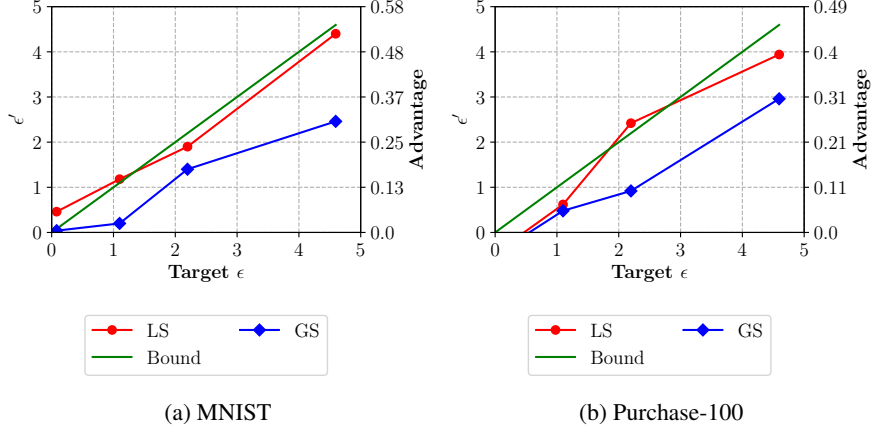 5
4
3
2
1
0
ϵ′
0.58
0.48
0.37
0.25
0.13
0.0
Advantage
0 1 2 3 4 5
Target ϵ
LS GS
Bound
(a) MNIST
5
4
3
2
1
0
ϵ′
0.49
0.4
0.31
0.21
0.11
0.0
Advantage
0 1 2 3 4 5
Target ϵ
LS GS
Bound
(b) Purchase-100